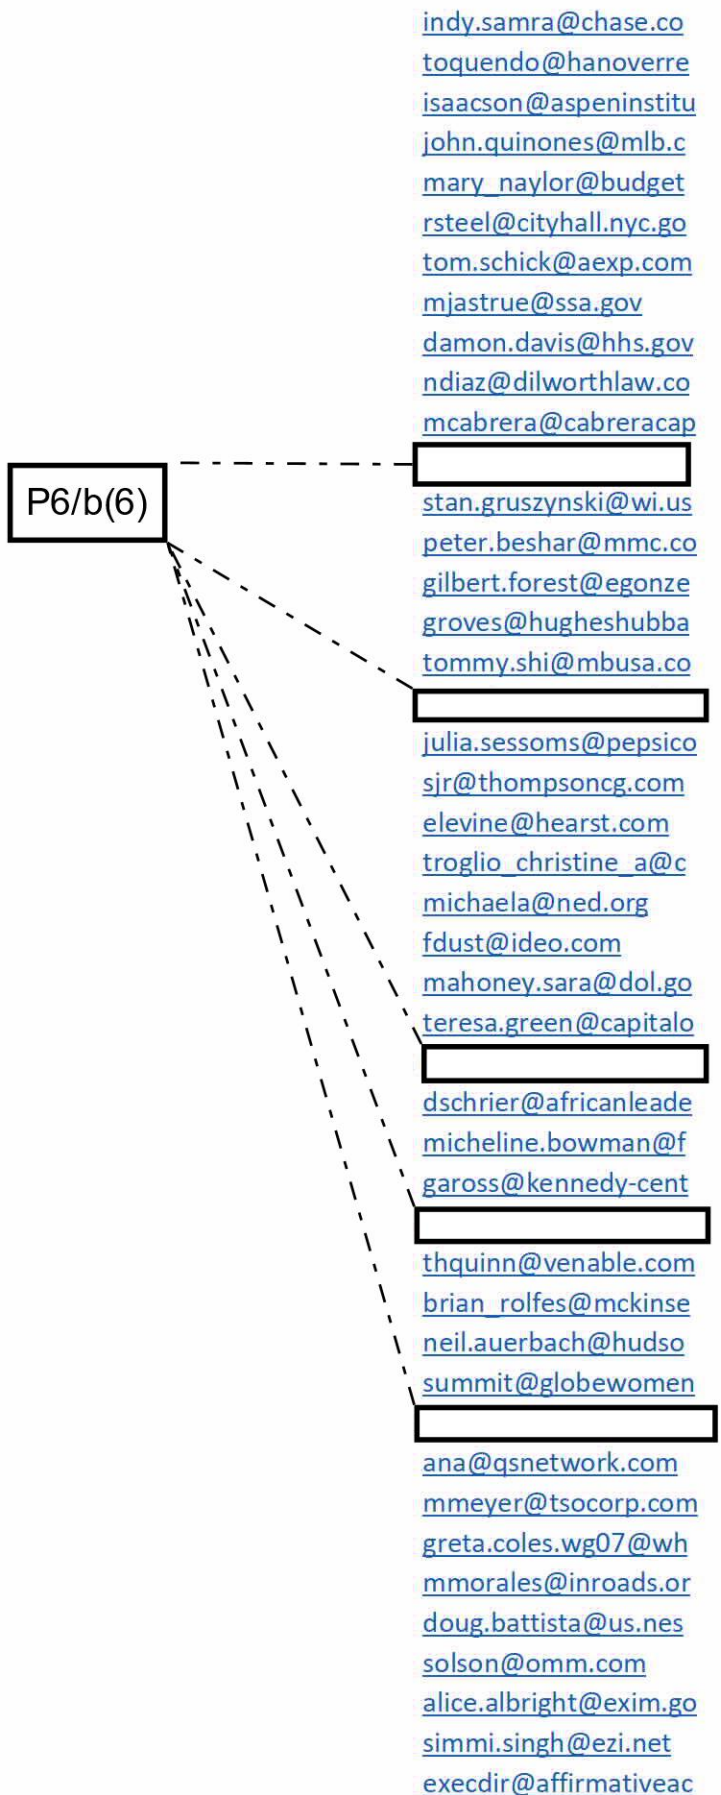 indy.samra@chase.co
toquendo@hanoverre
isaacson@aspeninstitu
john.quinones@mlb.c
mary_naylor@budget
rsteel@cityhall.nyc.go
tom.schick@aexp.com
mjastrue@ssa.gov
damon.davis@hhs.gov
ndiaz@dilworthlaw.co
mcabrera@cabreracap
P6/b(6)
stan.gruszynski@wi.us
peter.beshar@mmc.co
gilbert.forest@egonze
groves@hugheshubba
tommy.shi@mbusa.co
julia.sessoms@pepsico
sjr@thompsoncg.com
elevine@hearst.com
troglio_christine_a@c
michaela@ned.org
fdust@ideo.com
mahoney.sara@dol.go
teresa.green@capitalo
dschrier@africanleade
micheline.bowman@f
gaross@kennedy-cent
thquinn@venable.com
brian_rolfes@mckinse
neil.auerbach@hudso
summit@globewomen
ana@qsnetwork.com
mmeyer@tsocorp.com
greta.coles.wg07@wh
mmorales@inroads.or
doug.battista@us.nes
solson@omm.com
alice.albright@exim.go
simmi.singh@ezi.net
execdir@affirmativeac